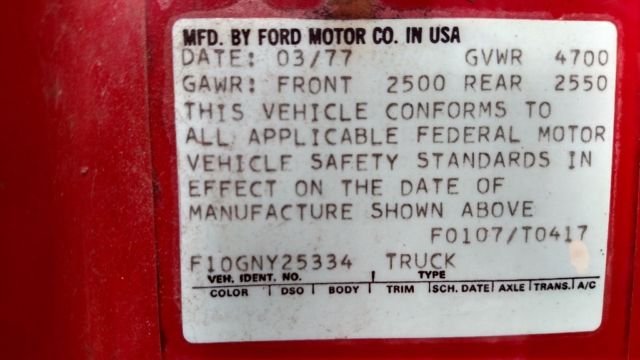 MFD. BY FORD MOTOR CO. IN USA
DATE: 03/77 GVWR 4700
GAWR: FRONT 2500 REAR 2550
THIS VEHICLE CONFORMS TO
ALL APPLICABLE FEDERAL MOTOR
VEHICLE SAFETY STANDARDS IN
EFFECT ON THE DATE OF
MANUFACTURE SHOWN ABOVE
F0107/T0417
F10GNY25334 TRUCK
VEH. IDENT. NO. TYPE
COLOR DSO BODY TRIM SCH. DATE AXLE TRANS. A/C